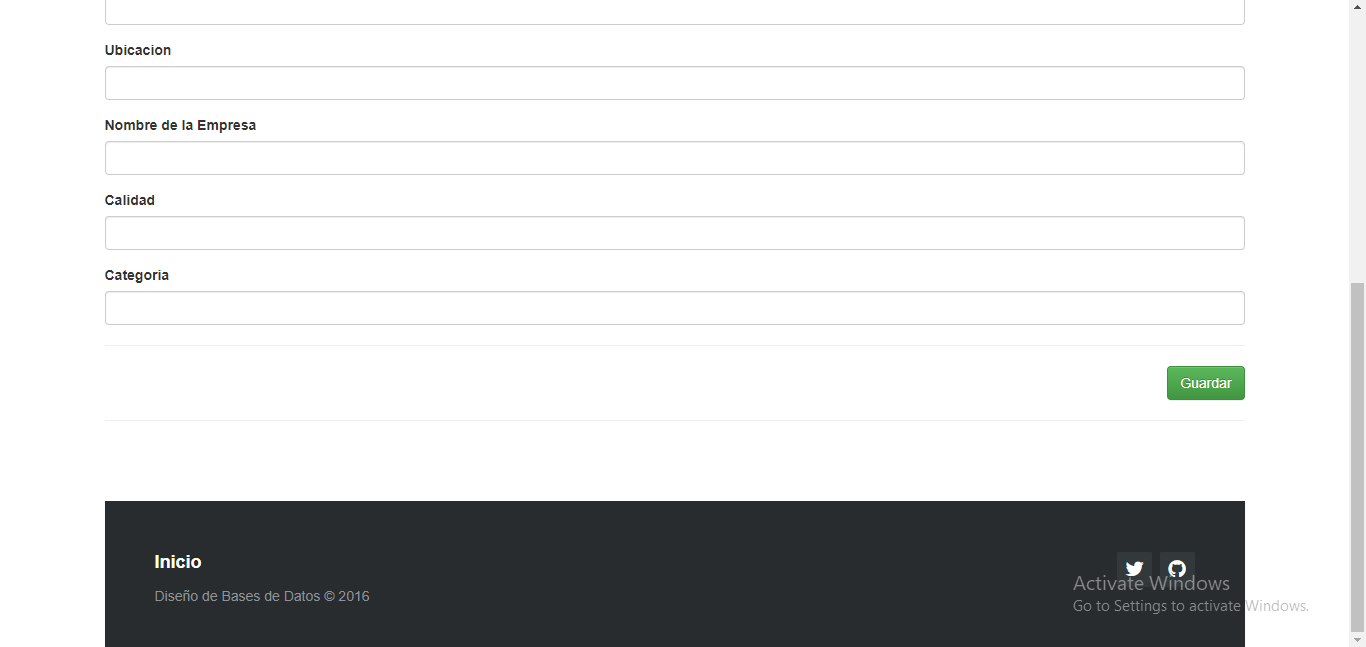 Ubicacion
Nombre de la Empresa
Calidad
Categoria
Guardar
Inicio
Diseño de Bases de Datos © 2016
Activate Windows
Go to Settings to activate Windows.